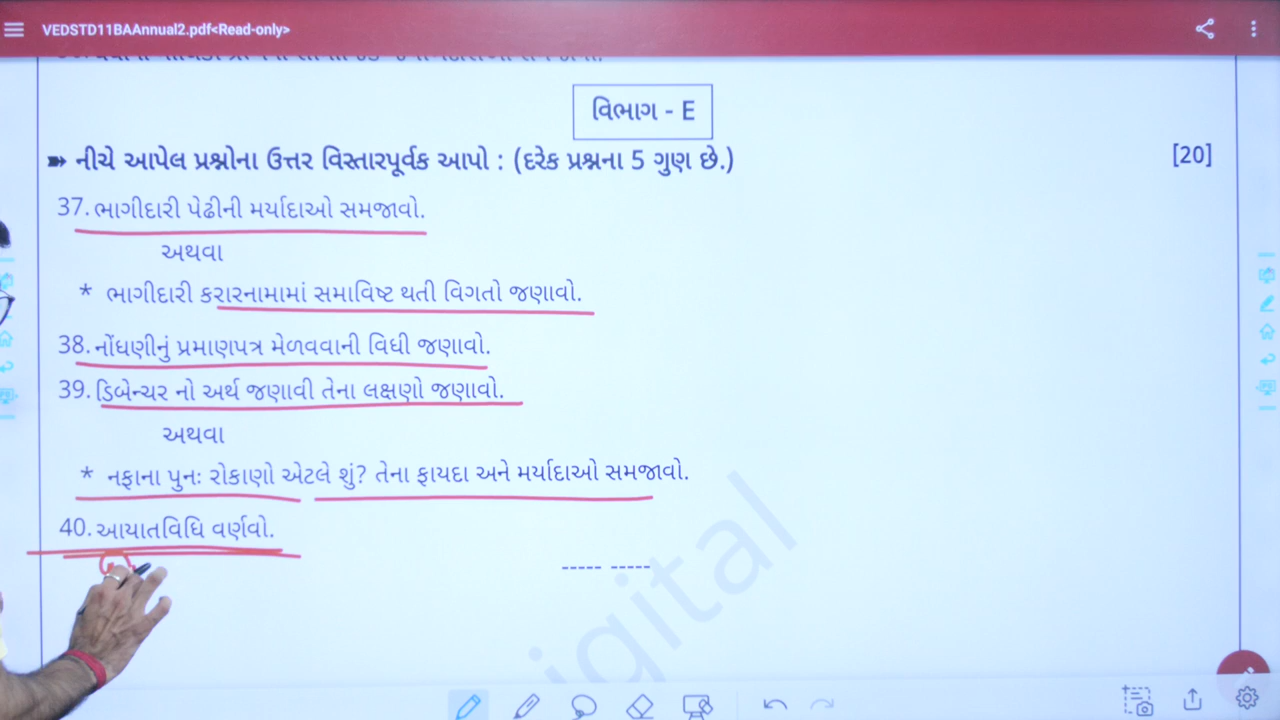 VEDSTD11BAAnnual2.pdf<Read-only>
વિભાગ - E
નીચે આપેલ પ્રશ્નોના ઉત્તર વિસ્તારપૂર્વક આપો : (દરેક પ્રશ્નના 5 ગુણ છે.) [20]
37. ભાગીદારી પેઢીની મર્યાદાઓ સમજાવો.
અથવા
* ભાગીદારી કરારનામામાં સમાવિષ્ટ થતી વિગતો જણાવો.
38. નોંધણીનું પ્રમાણપત્ર મેળવવાની વિધી જણાવો.
39. ડિબેન્ચર નો અર્થ જણાવી તેના લક્ષણો જણાવો.
અથવા
* નફાના પુનઃ રોકાણો એટલે શું? તેના ફાયદા અને મર્યાદાઓ સમજાવો.
40. આયાતવિધિ વર્ણવો.
----- -----